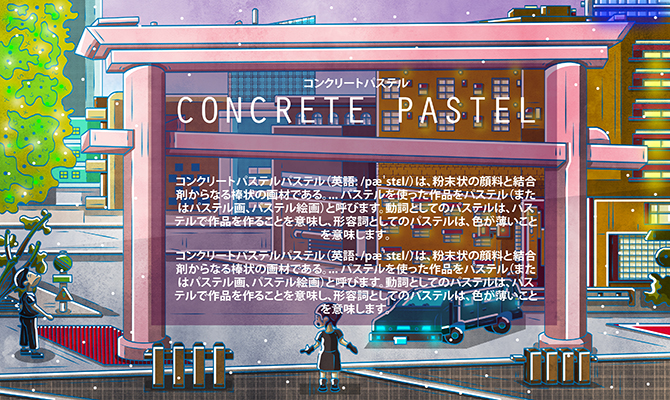 コンクリートパステル
CONCRETE PASTEL
コンクリートパステルパステル（英語: /pæˈstɛl/）は、粉末状の顔料と結合
剤からなる棒状の画材である。... パステルを使った作品をパステル（また
はパステル画、パステル絵画）と呼びます。動詞としてのパステルは、パス
テルで作品を作ることを意味し、形容詞としてのパステルは、色が薄いこと
を意味します。
コンクリートパステルパステル（英語: /pæˈstɛl/）は、粉末状の顔料と結合
剤からなる棒状の画材である。... パステルを使った作品をパステル（また
はパステル画、パステル絵画）と呼びます。動詞としてのパステルは、パス
テルで作品を作ることを意味し、形容詞としてのパステルは、色が薄いこと
を意味します。